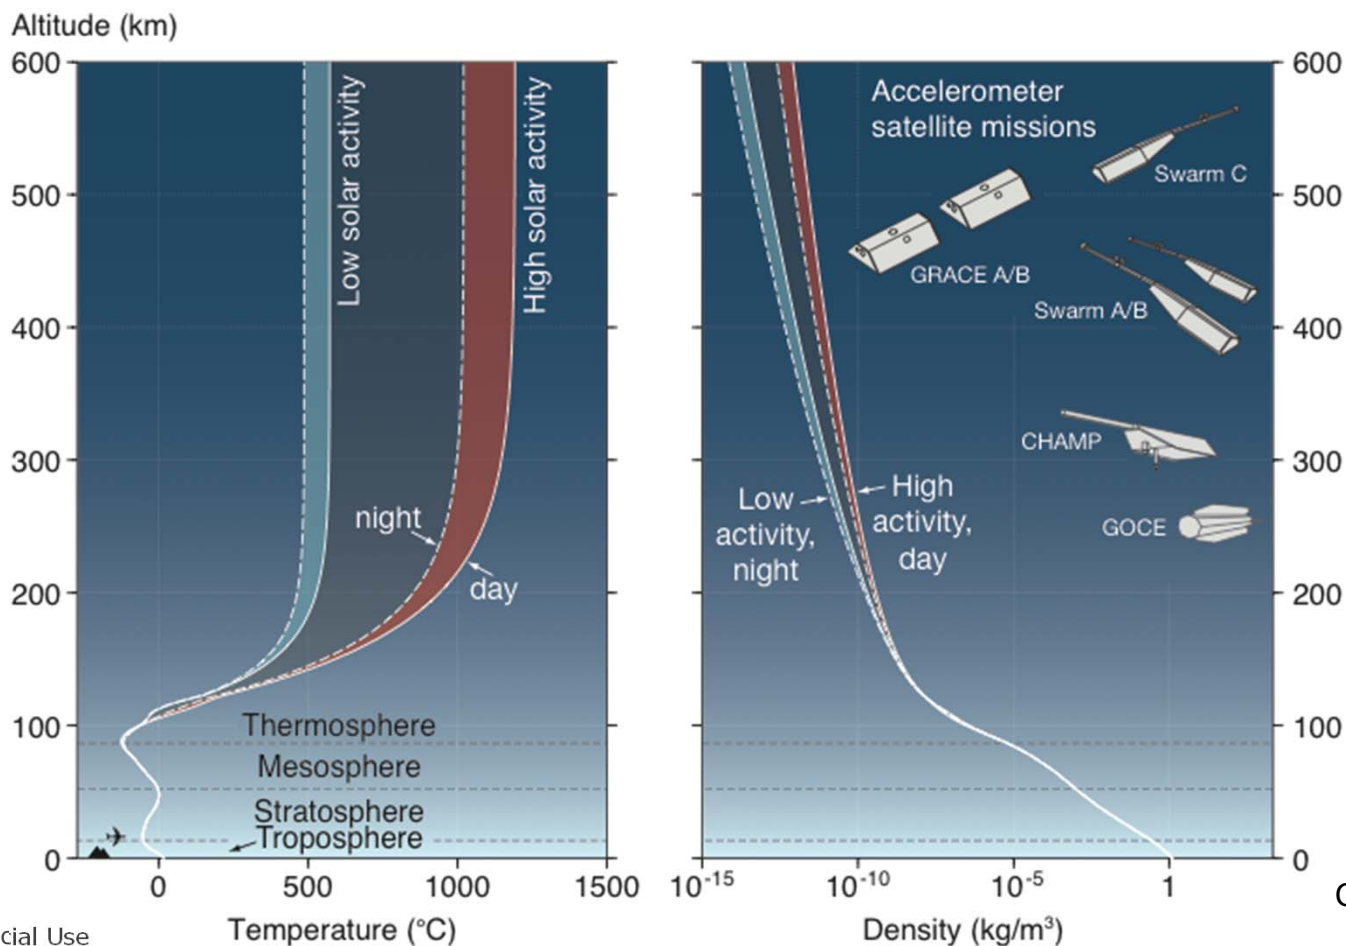 Altitude (km)
600
500
400
300
200
100
0
Low solar activity
High solar activity
night
day
Thermosphere
Mesosphere
Stratosphere
Troposphere
0
500
1000
1500
Temperature (°C)
Accelerometer
satellite missions
Swarm C
GRACE A/B
Swarm A/B
CHAMP
GOCE
Low
activity,
night
High
activity,
day
600
500
400
300
200
100
0
10-15
10-10
10-5
1
Density (kg/m³)
cial Use